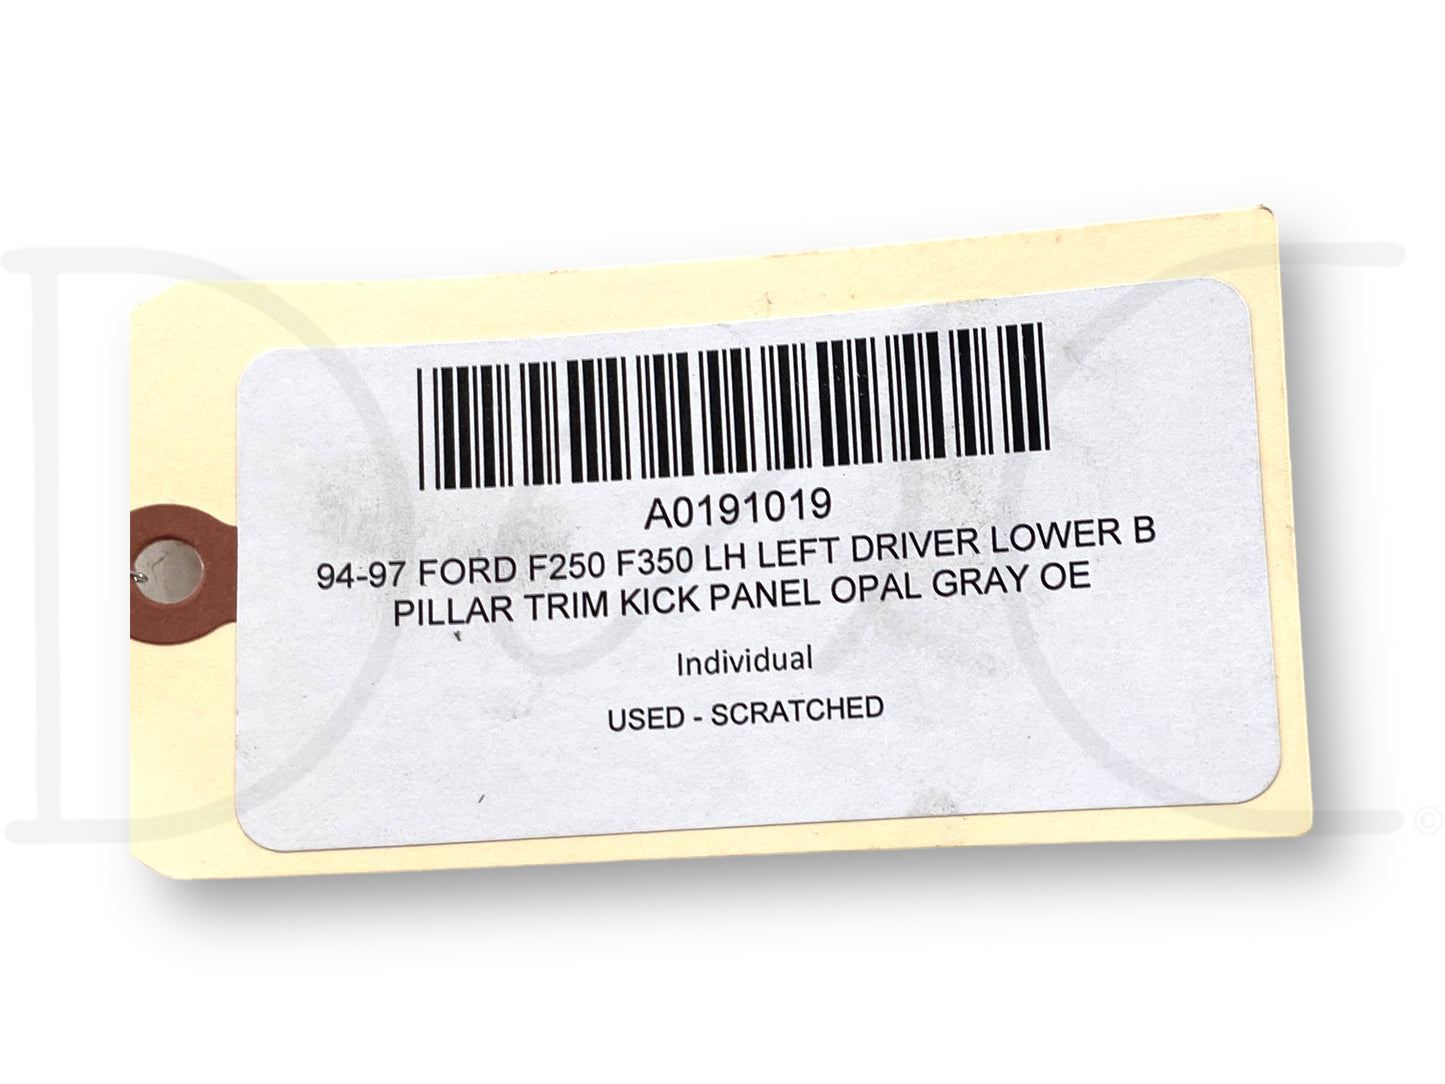 A0191019
94-97 FORD F250 F350 LH LEFT DRIVER LOWER B
PILLAR TRIM KICK PANEL OPAL GRAY OE
Individual
USED - SCRATCHED
©